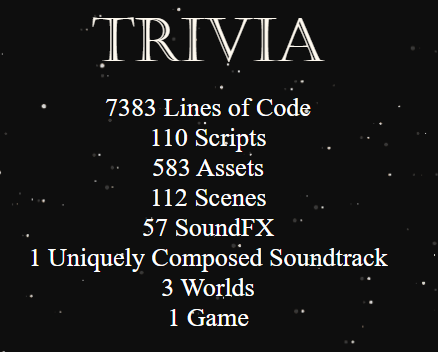 TRIVIA
7383 Lines of Code
110 Scripts
583 Assets
112 Scenes
57 SoundFX
1 Uniquely Composed Soundtrack
3 Worlds
1 Game